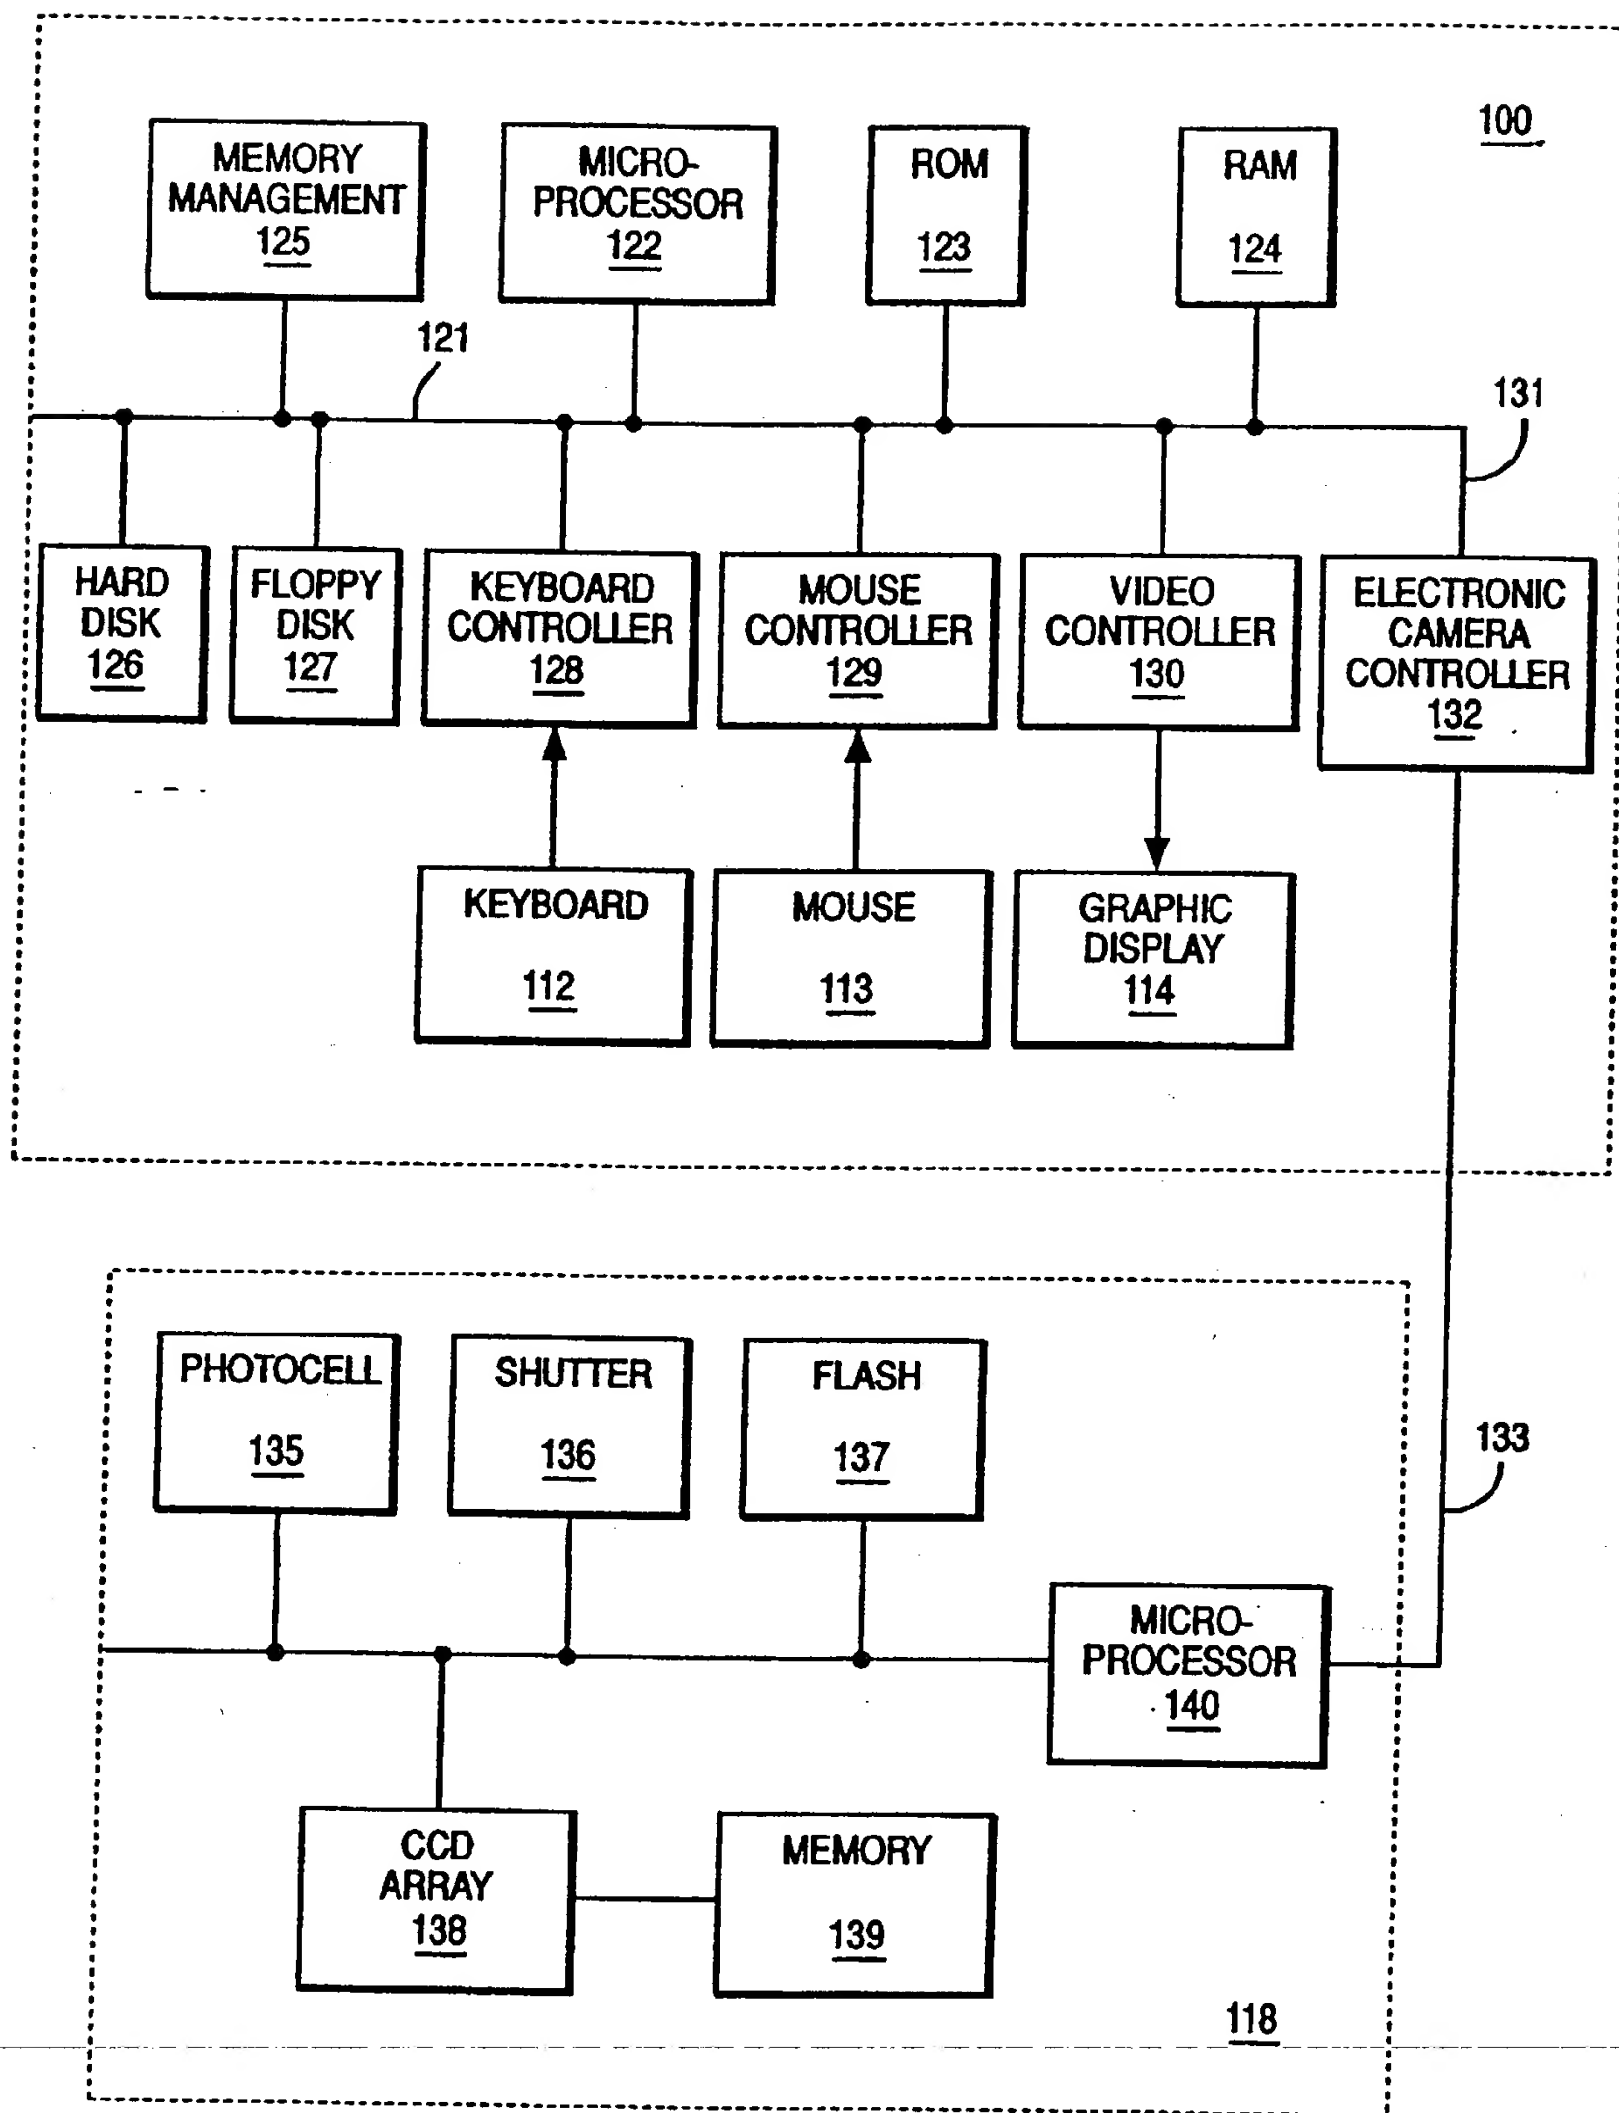 100
MEMORY
MANAGEMENT
125
MICRO-
PROCESSOR
122
ROM
123
RAM
124
121
131
HARD
DISK
126
FLOPPY
DISK
127
KEYBOARD
CONTROLLER
128
MOUSE
CONTROLLER
129
VIDEO
CONTROLLER
130
ELECTRONIC
CAMERA
CONTROLLER
132
KEYBOARD
112
MOUSE
113
GRAPHIC
DISPLAY
114
PHOTOCELL
135
SHUTTER
136
FLASH
137
133
MICRO-
PROCESSOR
140
CCD
ARRAY
138
MEMORY
139
118